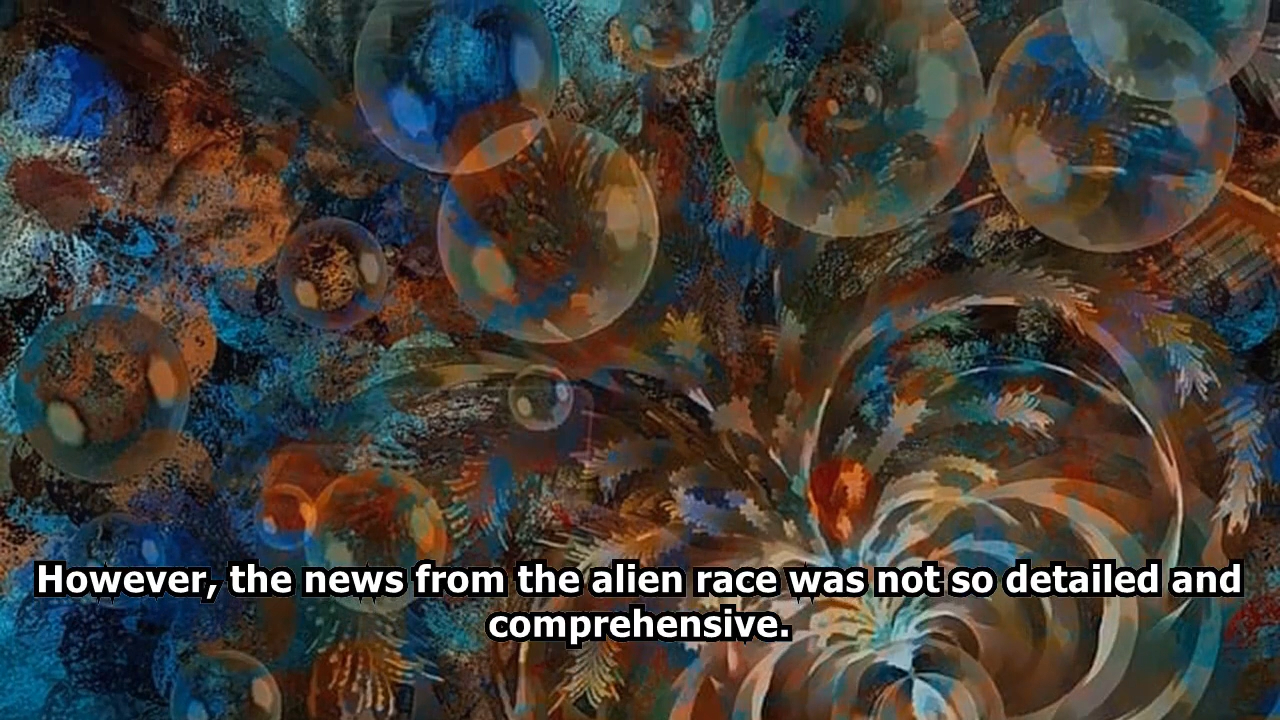 However, the news from the alien race was not so detailed and
comprehensive.